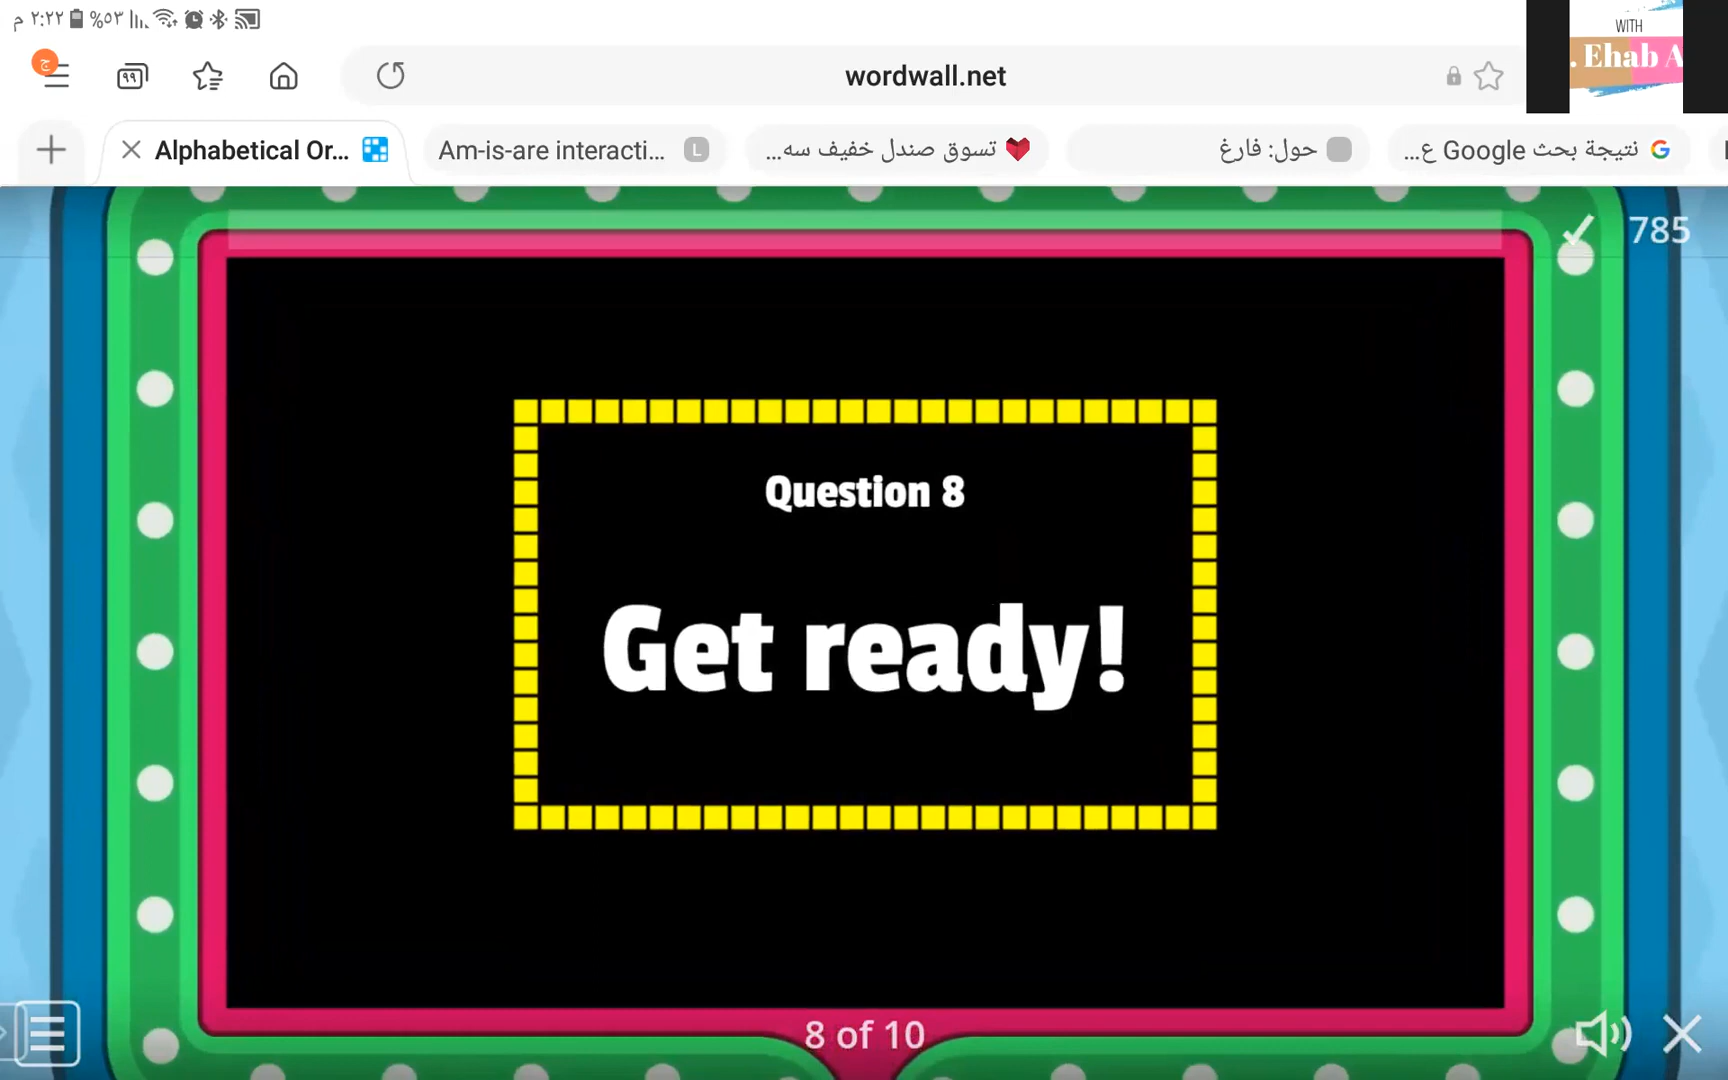 م ٢:٢٢ %٥٣
WITH
. Ehab A
ج
٩٩
wordwall.net
Alphabetical Or...
Am-is-are interacti...
L
تسوق صندل خفيف سه...
حول: فارغ
نتيجة بحث Google ع...
785
Question 8
Get ready!
8 of 10